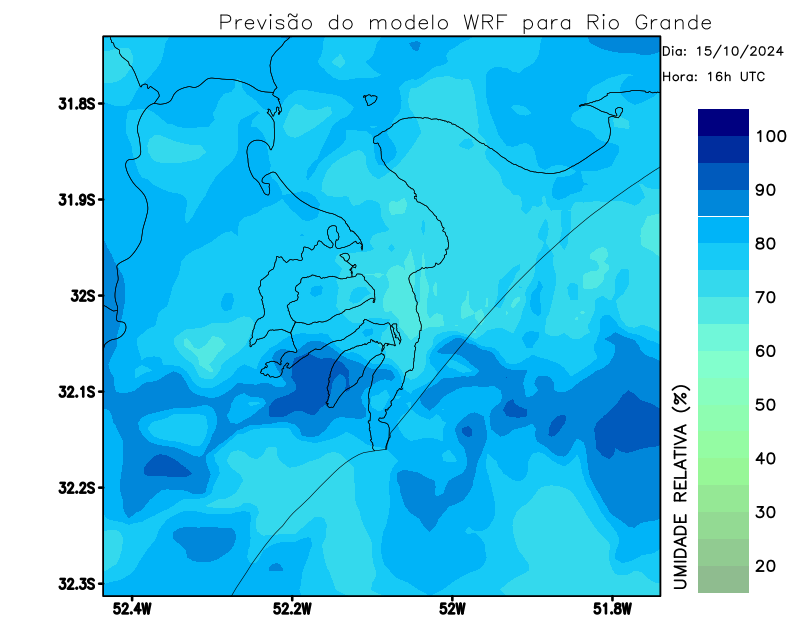 Previsão do modelo WRF para Rio Grande
Dia: 15/10/2024
Hora: 16h UTC
31.8S
31.9S
32S
32.1S
32.2S
32.3S
52.4W
52.2W
52W
51.8W
UMIDADE RELATIVA (%)
100
90
80
70
60
50
40
30
20